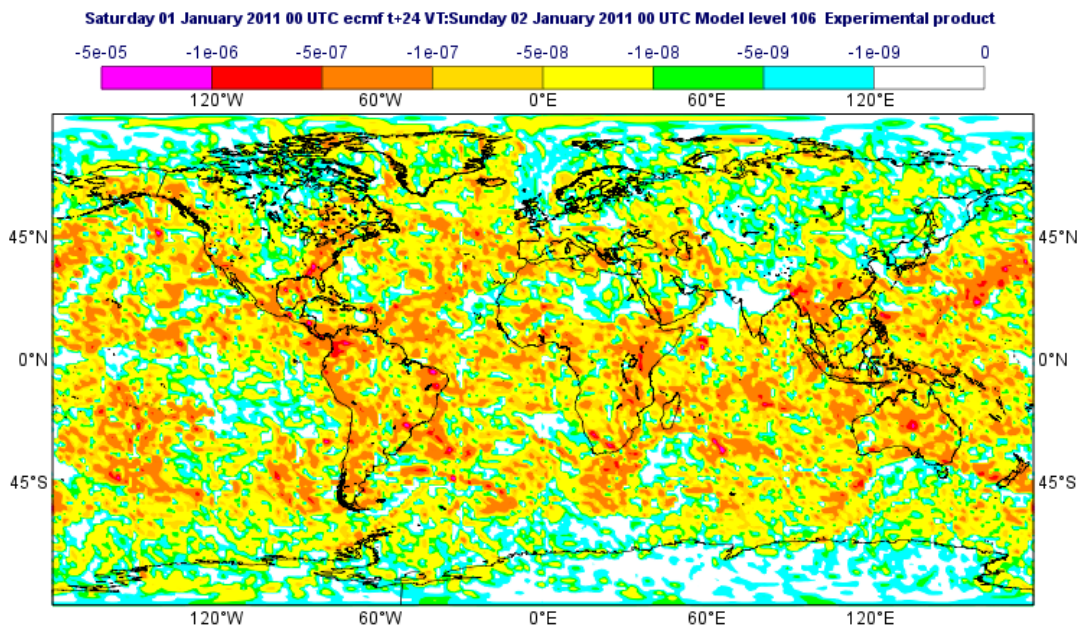 Saturday 01 January 2011 00 UTC ecmf t+24 VT:Sunday 02 January 2011 00 UTC Model level 106 Experimental product
-5e-05 -1e-06 -5e-07 -1e-07 -5e-08 -1e-08 -5e-09 -1e-09 0
120°W 60°W 0°E 60°E 120°E
45°N 45°N
0°N 0°N
45°S 45°S
120°W 60°W 0°E 60°E 120°E